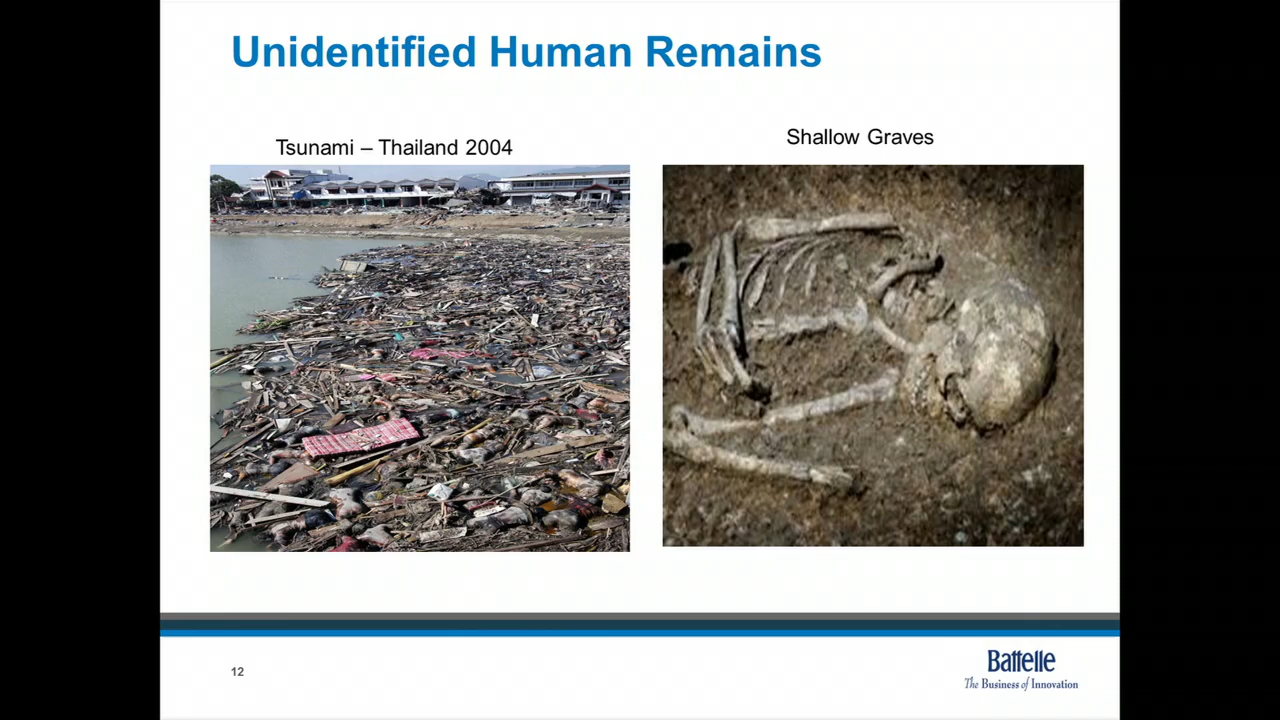 Unidentified Human Remains
Tsunami – Thailand 2004
Shallow Graves
12
Battelle
The Business of Innovation